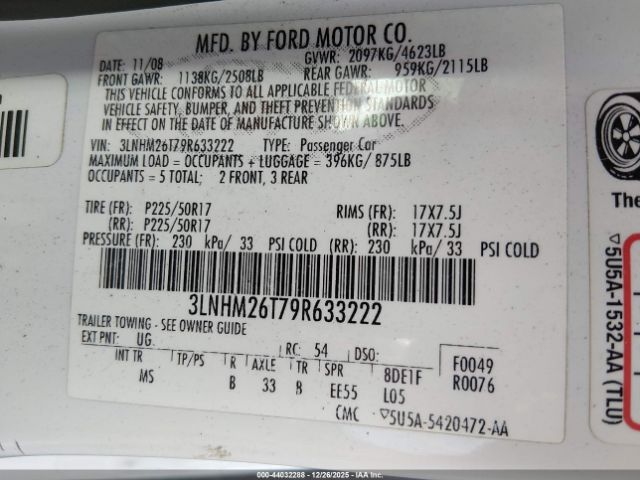 MFD. BY FORD MOTOR CO.
DATE: 11/08 GVWR: 2097KG/4623LB
FRONT GAWR: 1138KG/2508LB REAR GAWR: 959KG/2115LB
THIS VEHICLE CONFORMS TO ALL APPLICABLE FEDERAL MOTOR
VEHICLE SAFETY, BUMPER, AND THEFT PREVENTION STANDARDS
IN EFFECT ON THE DATE OF MANUFACTURE SHOWN ABOVE.
VIN: 3LNHM26T79R633222 TYPE: Passenger Car
MAXIMUM LOAD = OCCUPANTS + LUGGAGE = 396KG/ 875LB
OCCUPANTS = 5 TOTAL; 2 FRONT, 3 REAR
TIRE (FR): P225/50R17 RIMS (FR): 17X7.5J
(RR): P225/50R17 (RR): 17X7.5J
PRESSURE (FR): 230 kPa/ 33 PSI COLD (RR): 230 kPa/ 33 PSI COLD
3LNHM26T79R633222
TRAILER TOWING - SEE OWNER GUIDE
EXT PNT: UG RC: 54 DSO: F0049
INT TR TP/PS R AXLE TR SPR 8DE1F R0076
MS B 33 8 EE55 L05
CMC ▽5U5A-5420472-AA
The
▽5U5A-1532-AA (TLU)
© IAAI - #44032288 - 12/26/2025 - IAAI.COM